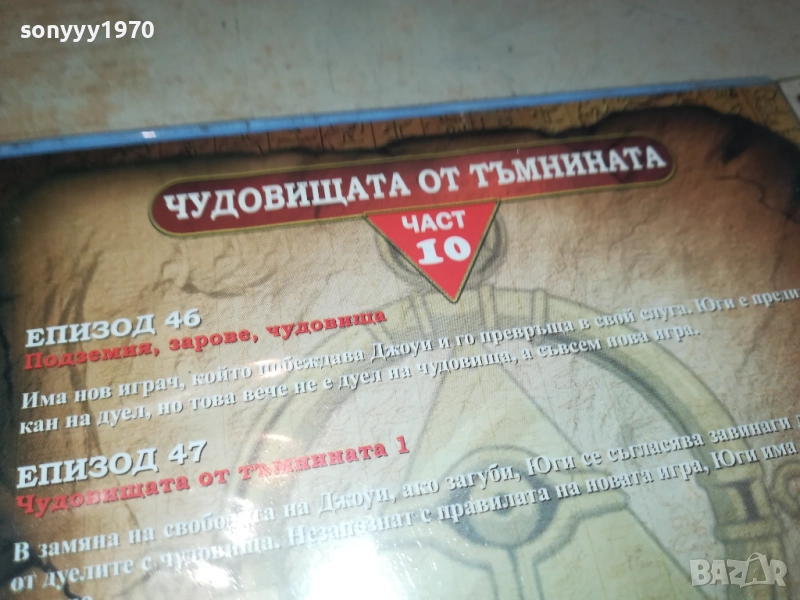 sonyyy1970
ЧУДОВИЩАТА ОТ ТЪМНИНАТА
ЧАСТ
10
ЕПИЗОД 46
Подземия, зарове, чудовища
Има нов играч, който побеждава Джоуи и го превръща в свой слуга. Юги е преди
кан на дуел, но това вече не е дуел на чудовища, а съвсем нова игра.
ЕПИЗОД 47
Чудовищата от тъмнината 1
В замяна на свободата на Джоуи, ако загуби, Юги се съгласява завинаги
от дуелите с чудовища. Незапознат с правилата на новата игра, Юги има
BAZAR